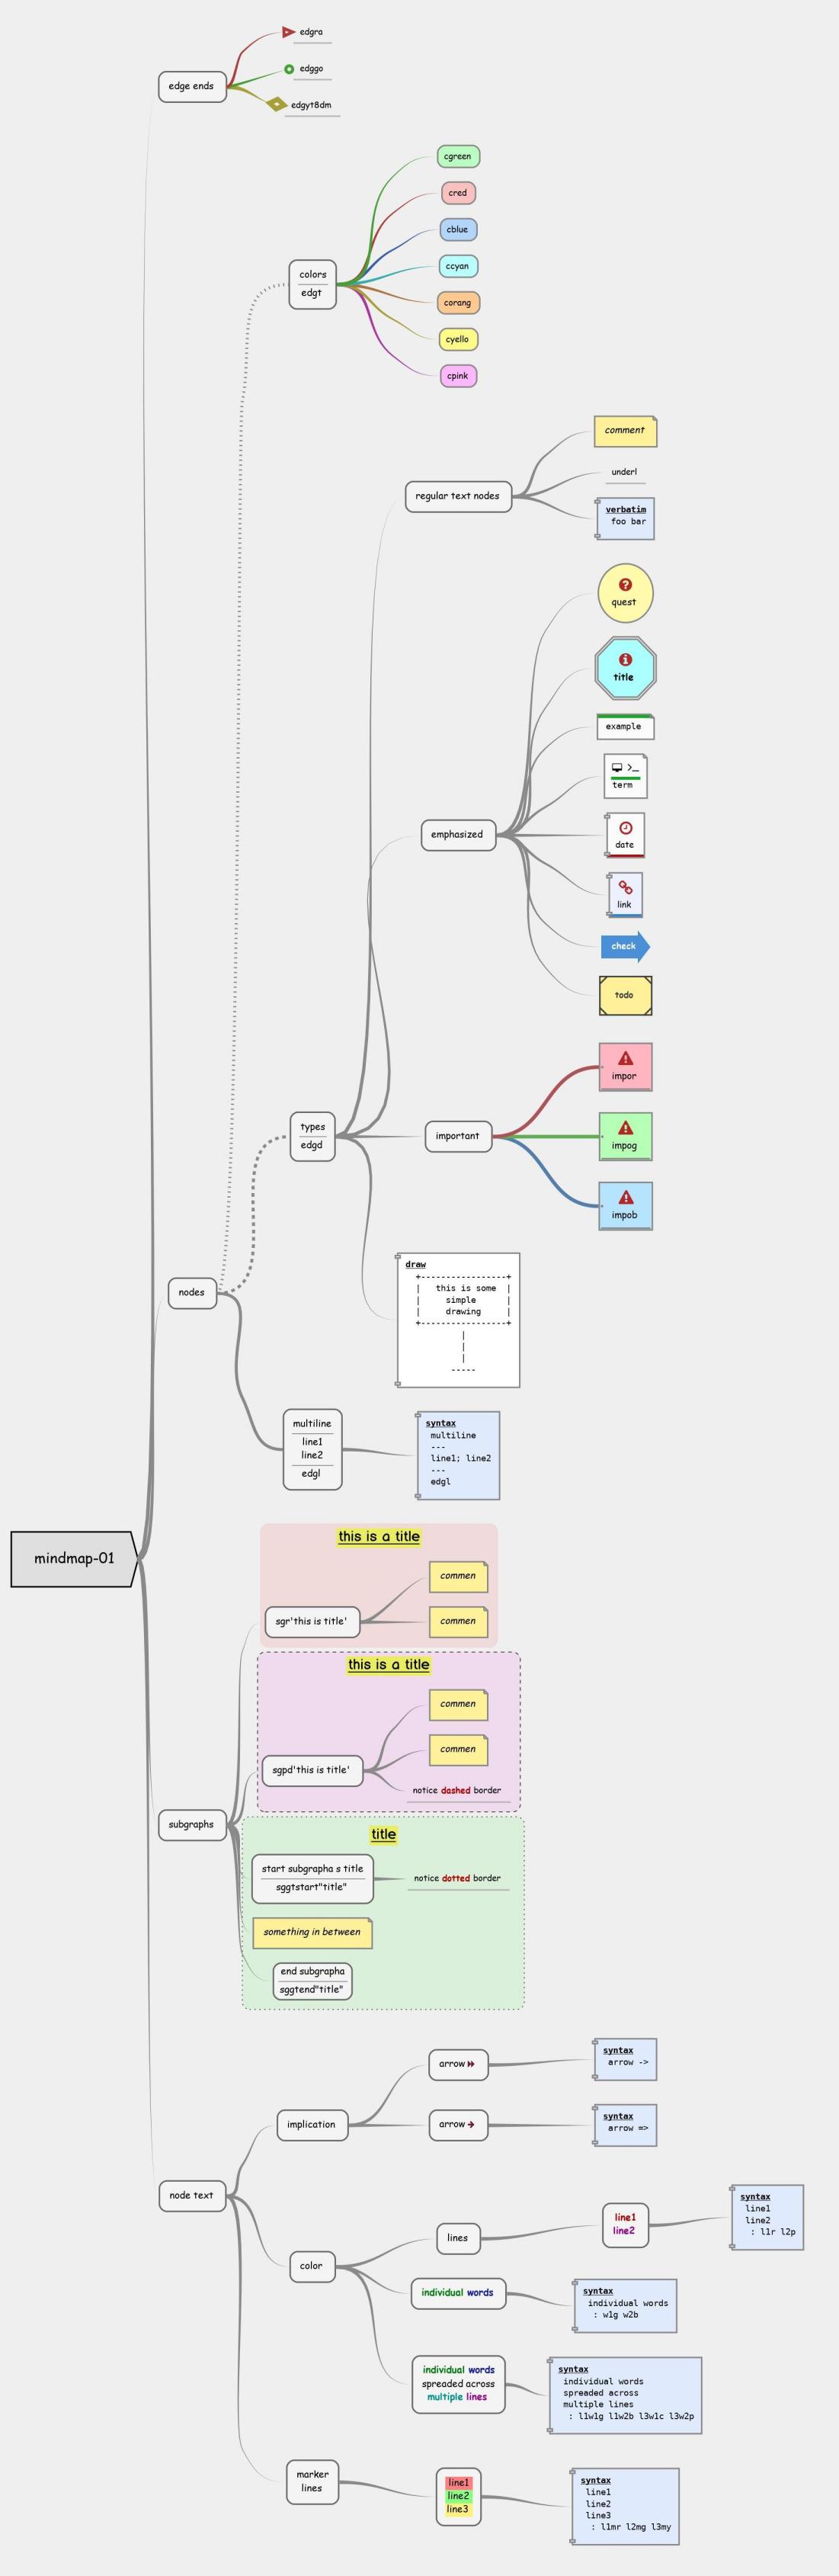 edgra
edge ends
edggo
edgyt8dm
cgreen
cred
cblue
ccyan
colors
edgt
corang
cyello
cpink
comment
regular text nodes
underl
verbatim
foo bar
quest
title
example
term
emphasized
date
link
check
todo
impor
types
edgd
important
impog
impob
nodes
draw
+-----------------+
|   this is some  |
|     simple      |
|     drawing     |
+-----------------+
|
|
|
-----
multiline
line1
line2
edgl
syntax
multiline
---
line1; line2
---
edgl
mindmap-01
this is a title
commen
sgr'this is title'
commen
this is a title
commen
commen
sgpd'this is title'
notice dashed border
subgraphs
title
start subgrapha s title
sggtstart"title"
notice dotted border
something in between
end subgrapha
sggtend"title"
arrow
syntax
arrow ->
implication
arrow
syntax
arrow =>
node text
lines
line1
line2
syntax
line1
line2
: l1r l2p
color
individual words
syntax
individual words
: w1g w2b
individual words
spreaded across
multiple lines
syntax
individual words
spreaded across
multiple lines
: l1w1g l1w2b l3w1c l3w2p
marker
lines
line1
line2
line3
syntax
line1
line2
line3
: l1mr l2mg l3my